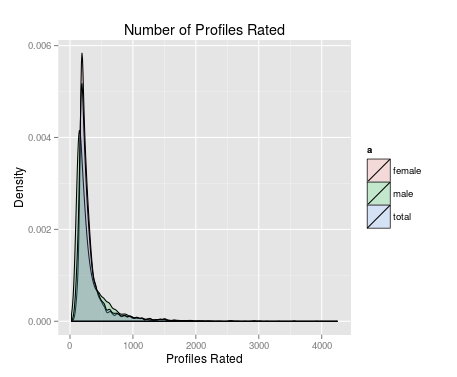 Number of Profiles Rated
0.006
0.004
0.002
0.000
Density
0
1000
2000
3000
4000
Profiles Rated
a
female
male
total